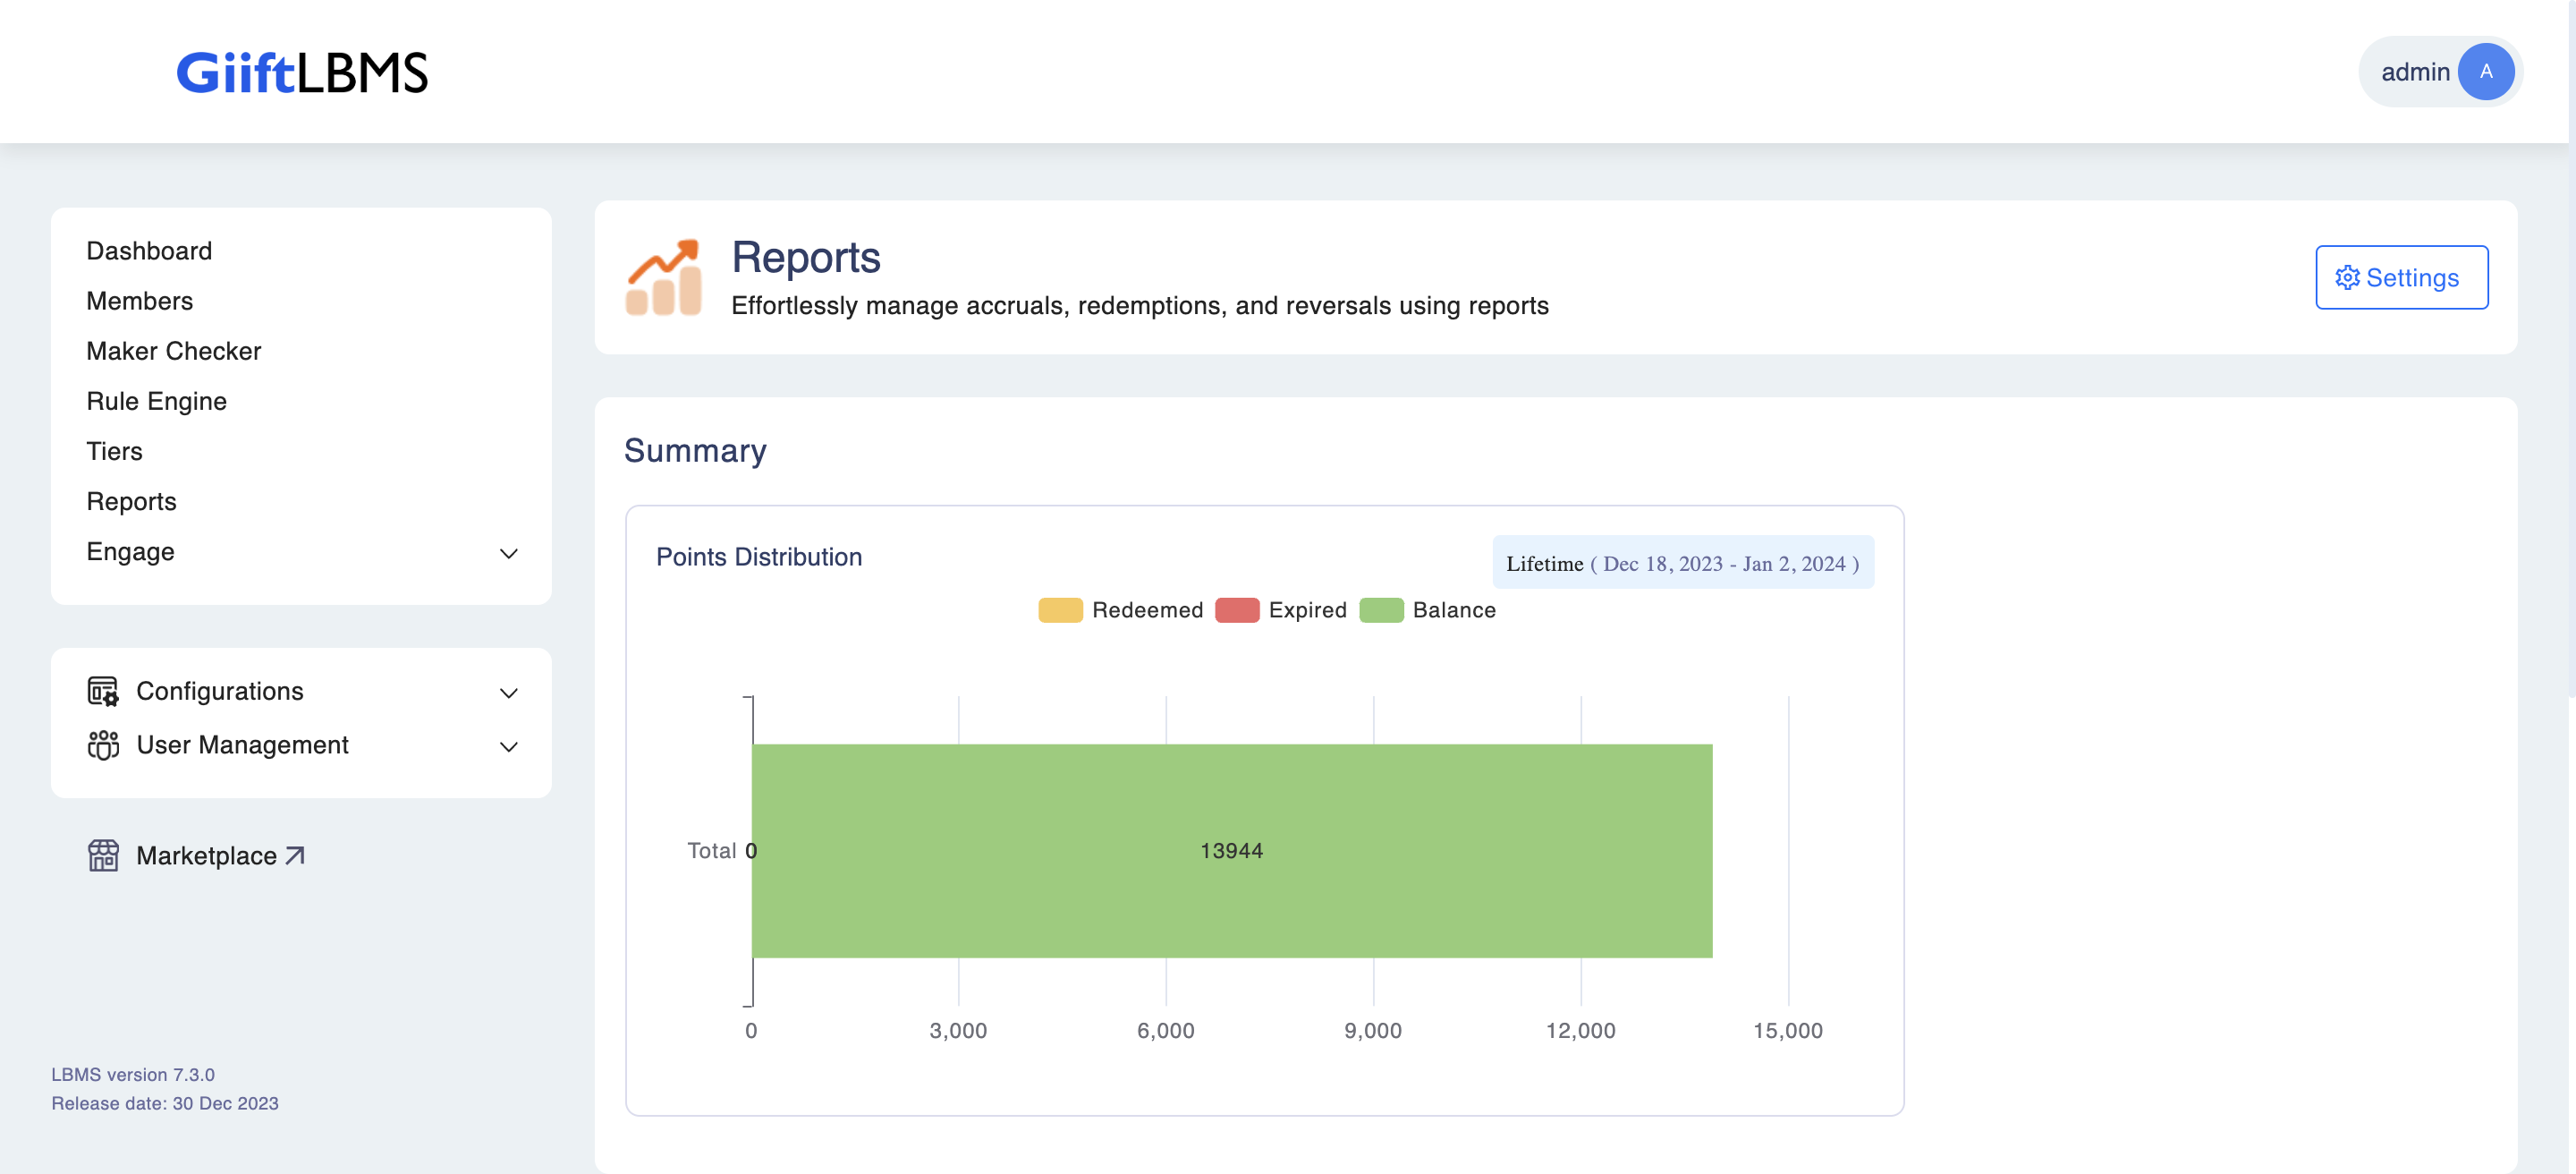 GiiftLBMS
admin A
Dashboard
Members
Maker Checker
Rule Engine
Tiers
Reports
Engage
Configurations
User Management
Marketplace
LBMS version 7.3.0
Release date: 30 Dec 2023
Reports
Effortlessly manage accruals, redemptions, and reversals using reports
Settings
Summary
Points Distribution
Lifetime ( Dec 18, 2023 - Jan 2, 2024 )
Redeemed Expired Balance
Total 0 13944
0 3,000 6,000 9,000 12,000 15,000